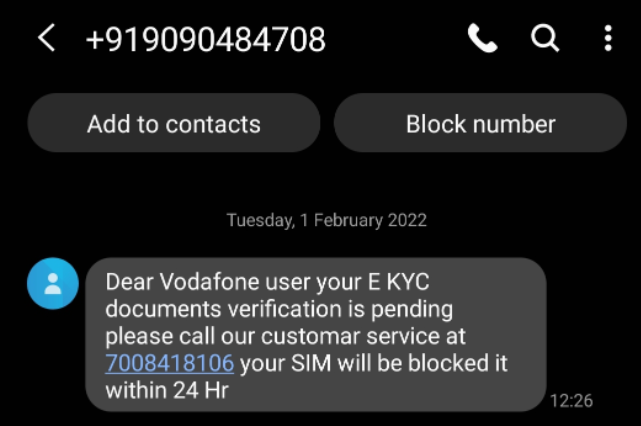 +919090484708
Add to contacts
Block number
Tuesday, 1 February 2022
Dear Vodafone user your E KYC
documents verification is pending
please call our customar service at
7008418106 your SIM will be blocked it
within 24 Hr
12:26